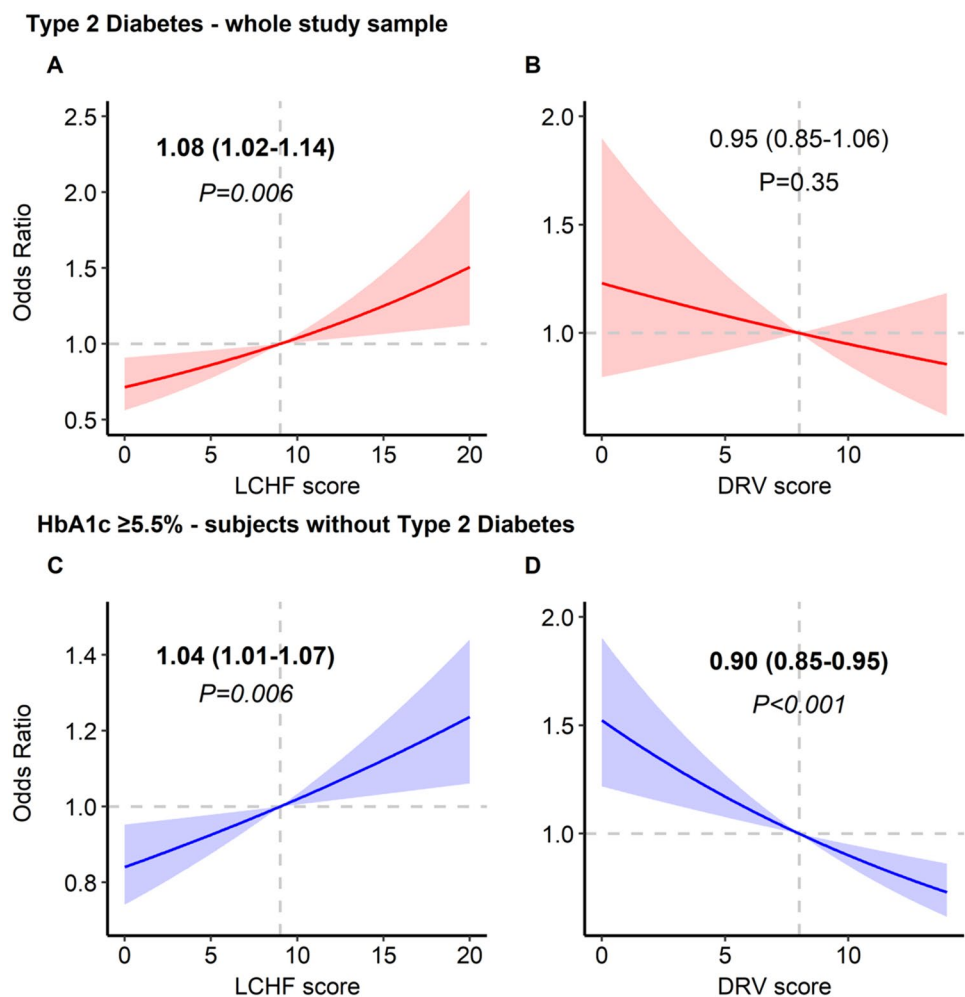 Type 2 Diabetes - whole study sample
A
B
2.5
2.0
1.5
1.0
0.5
Odds Ratio
1.08 (1.02-1.14)
P=0.006
0 5 10 15 20
LCHF score
2.0
1.5
1.0
0.95 (0.85-1.06)
P=0.35
0 5 10
DRV score
HbA1c ≥5.5% - subjects without Type 2 Diabetes
C
D
1.4
1.2
1.0
0.8
Odds Ratio
1.04 (1.01-1.07)
P=0.006
0 5 10 15 20
LCHF score
2.0
1.5
1.0
0.90 (0.85-0.95)
P<0.001
0 5 10
DRV score